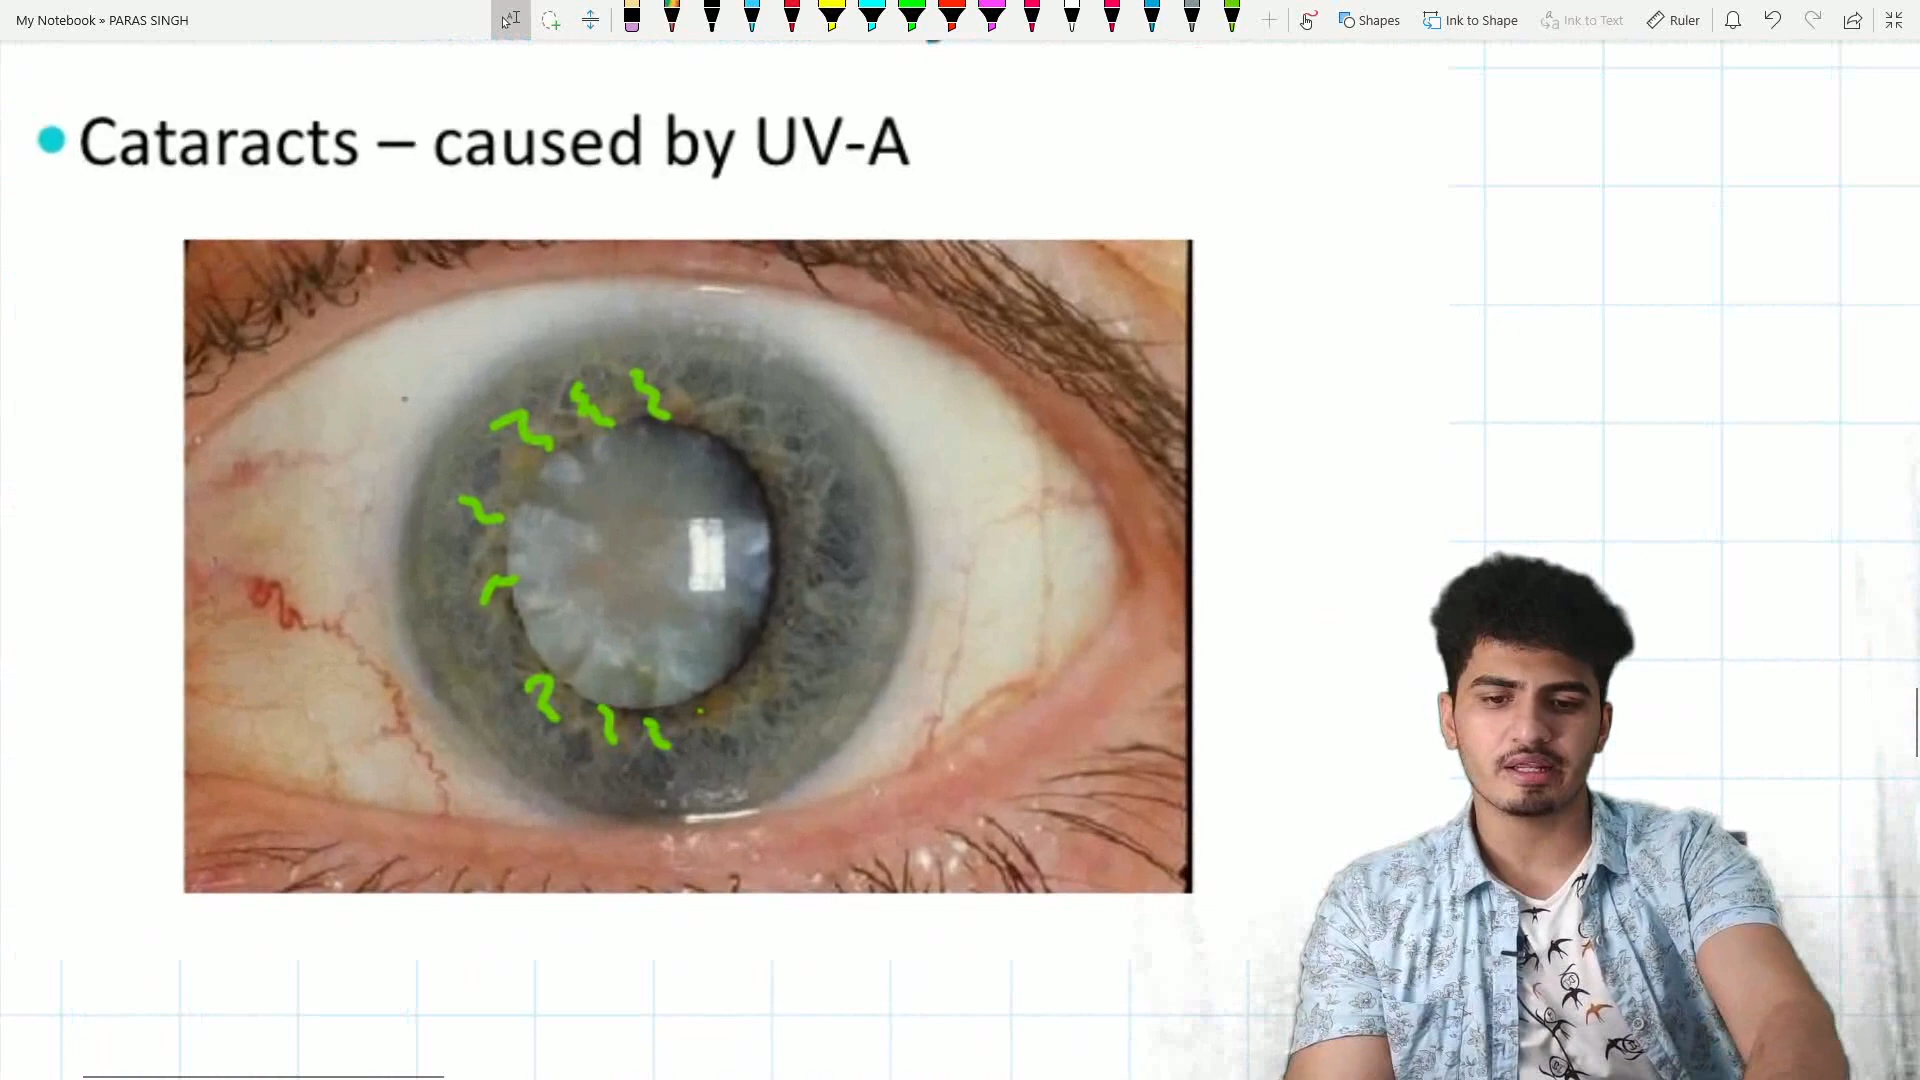 My Notebook » PARAS SINGH
Shapes
Ink to Shape
Ink to Text
Ruler
• Cataracts – caused by UV-A